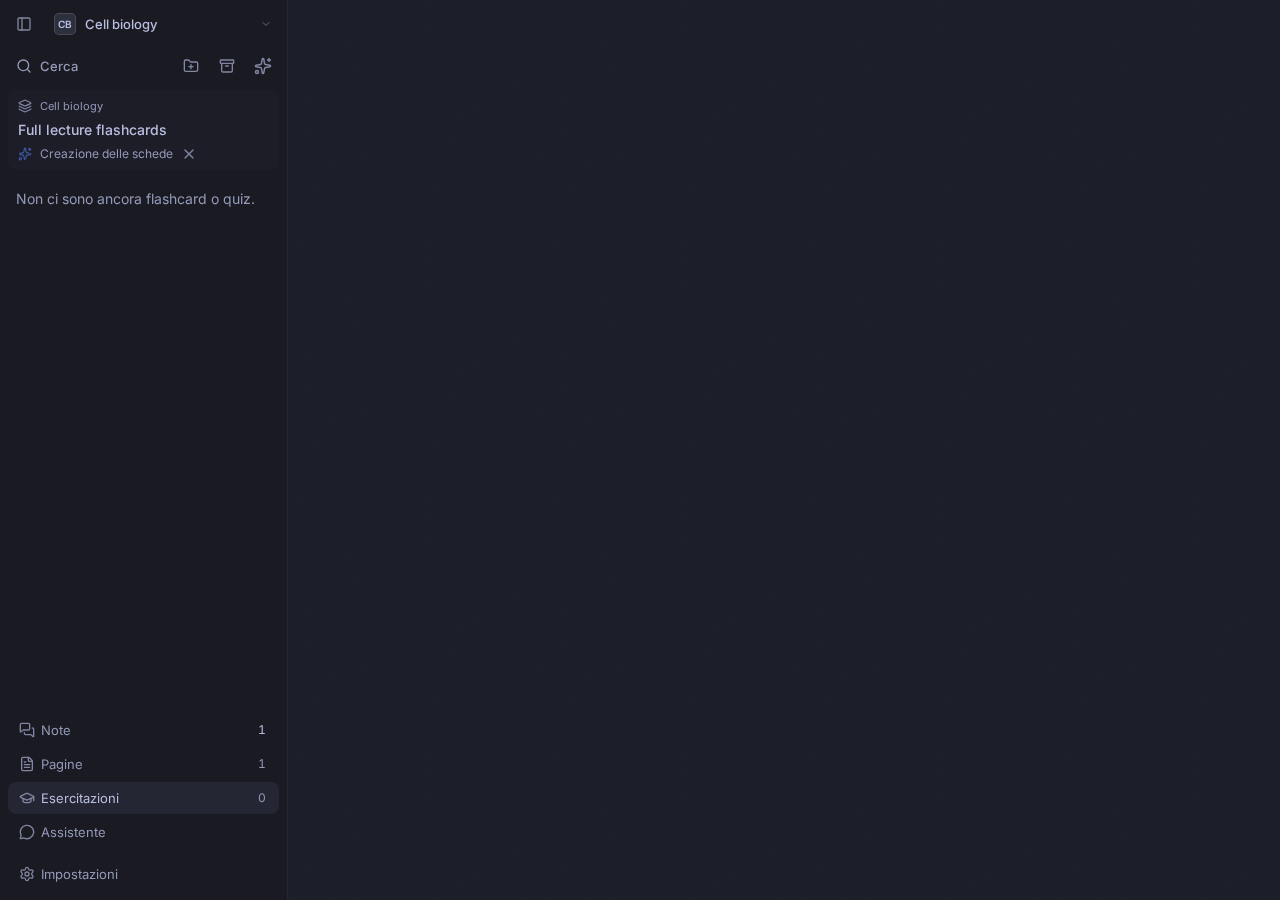 CB Cell biology
Cerca
Cell biology
Full lecture flashcards
Creazione delle schede
Non ci sono ancora flashcard o quiz.
Note 1
Pagine 1
Esercitazioni 0
Assistente
Impostazioni